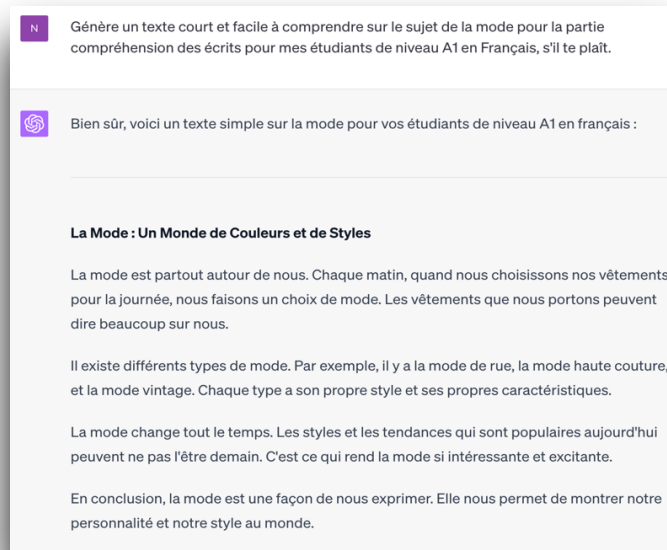 N
Génère un texte court et facile à comprendre sur le sujet de la mode pour la partie
compréhension des écrits pour mes étudiants de niveau A1 en Français, s'il te plaît.
Bien sûr, voici un texte simple sur la mode pour vos étudiants de niveau A1 en français :
La Mode : Un Monde de Couleurs et de Styles
La mode est partout autour de nous. Chaque matin, quand nous choisissons nos vêtements
pour la journée, nous faisons un choix de mode. Les vêtements que nous portons peuvent
dire beaucoup sur nous.
Il existe différents types de mode. Par exemple, il y a la mode de rue, la mode haute couture,
et la mode vintage. Chaque type a son propre style et ses propres caractéristiques.
La mode change tout le temps. Les styles et les tendances qui sont populaires aujourd'hui
peuvent ne pas l'être demain. C'est ce qui rend la mode si intéressante et excitante.
En conclusion, la mode est une façon de nous exprimer. Elle nous permet de montrer notre
personnalité et notre style au monde.